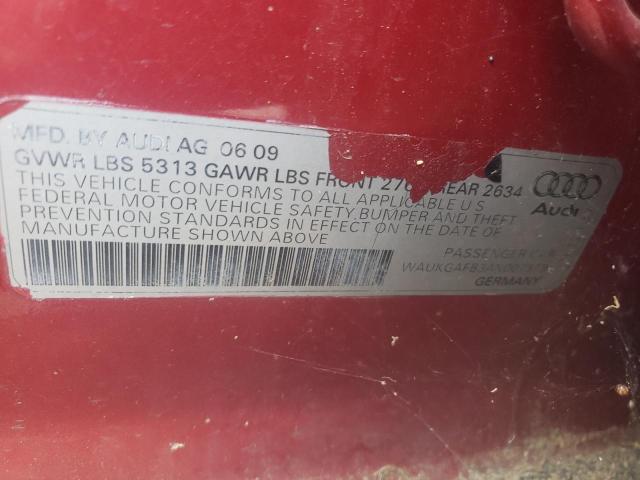 MFD. BY AUDI AG 06 09
GVWR LBS 5313 GAWR LBS FRONT REAR 2634
THIS VEHICLE CONFORMS TO ALL APPLICABLE U S
FEDERAL MOTOR VEHICLE SAFETY, BUMPER AND THEFT
PREVENTION STANDARDS IN EFFECT ON THE DATE OF
MANUFACTURE SHOWN ABOVE
Audi
PASSENGER CAR
GERMANY